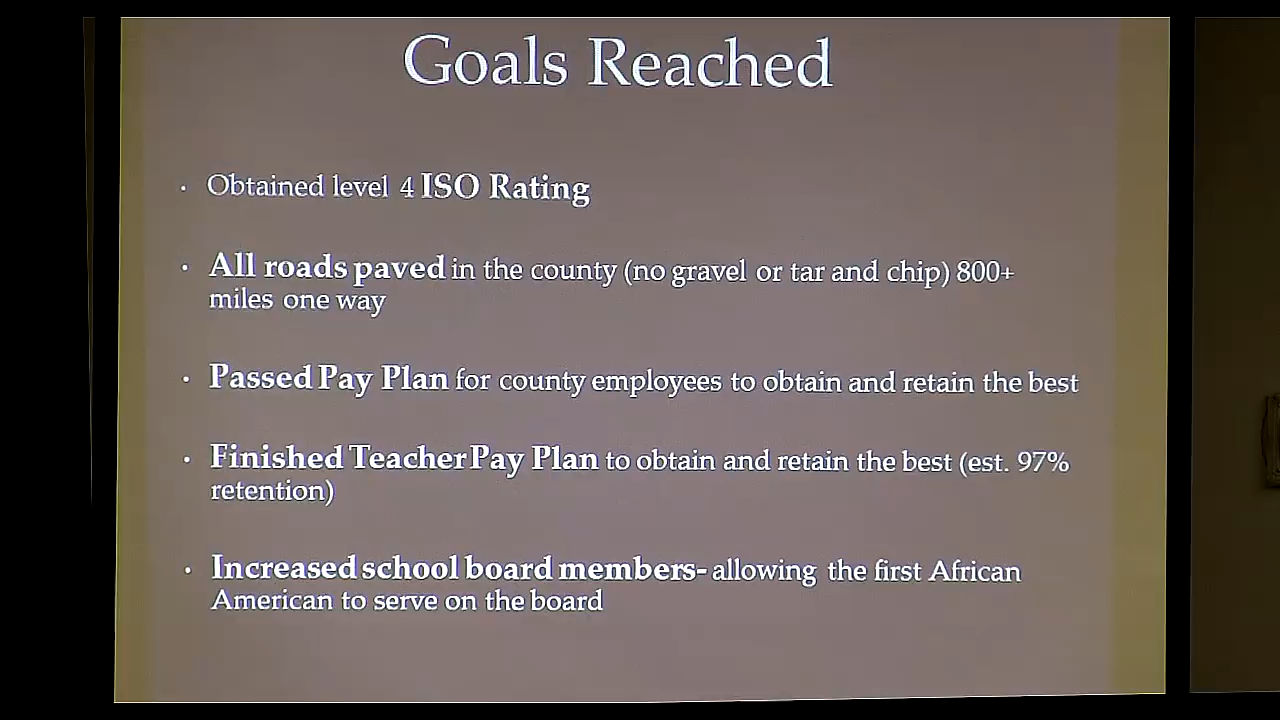 Goals Reached
• Obtained level 4 ISO Rating
• All roads paved in the county (no gravel or tar and chip) 800+
miles one way
• Passed Pay Plan for county employees to obtain and retain the best
• Finished Teacher Pay Plan to obtain and retain the best (est. 97%
retention)
• Increased school board members- allowing the first African
American to serve on the board